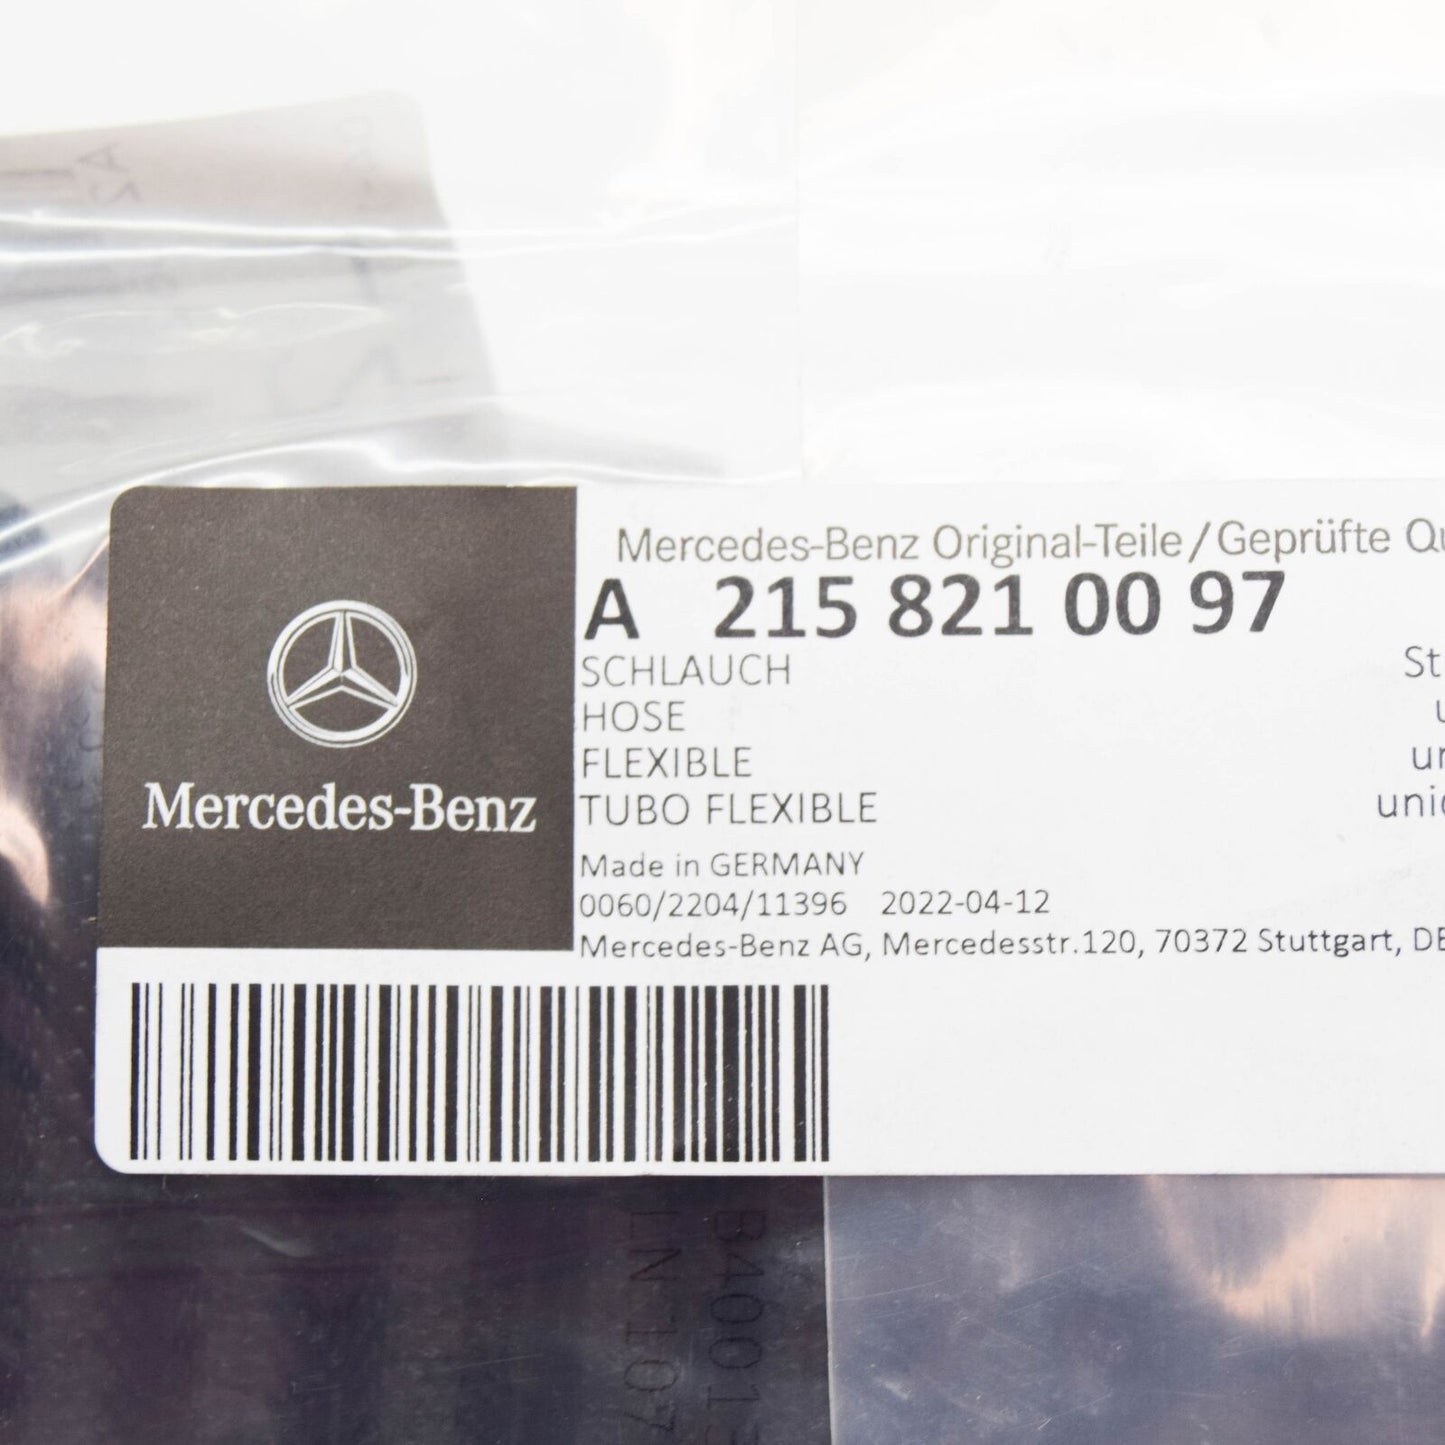 Mercedes-Benz Original-Teile/Geprüfte
A 215 821 00 97
SCHLAUCH
HOSE
FLEXIBLE
TUBO FLEXIBLE
Made in GERMANY
0060/2204/11396 2022-04-12
Mercedes-Benz AG, Mercedesstr.120, 70372 Stuttgart, DE
Mercedes-Benz